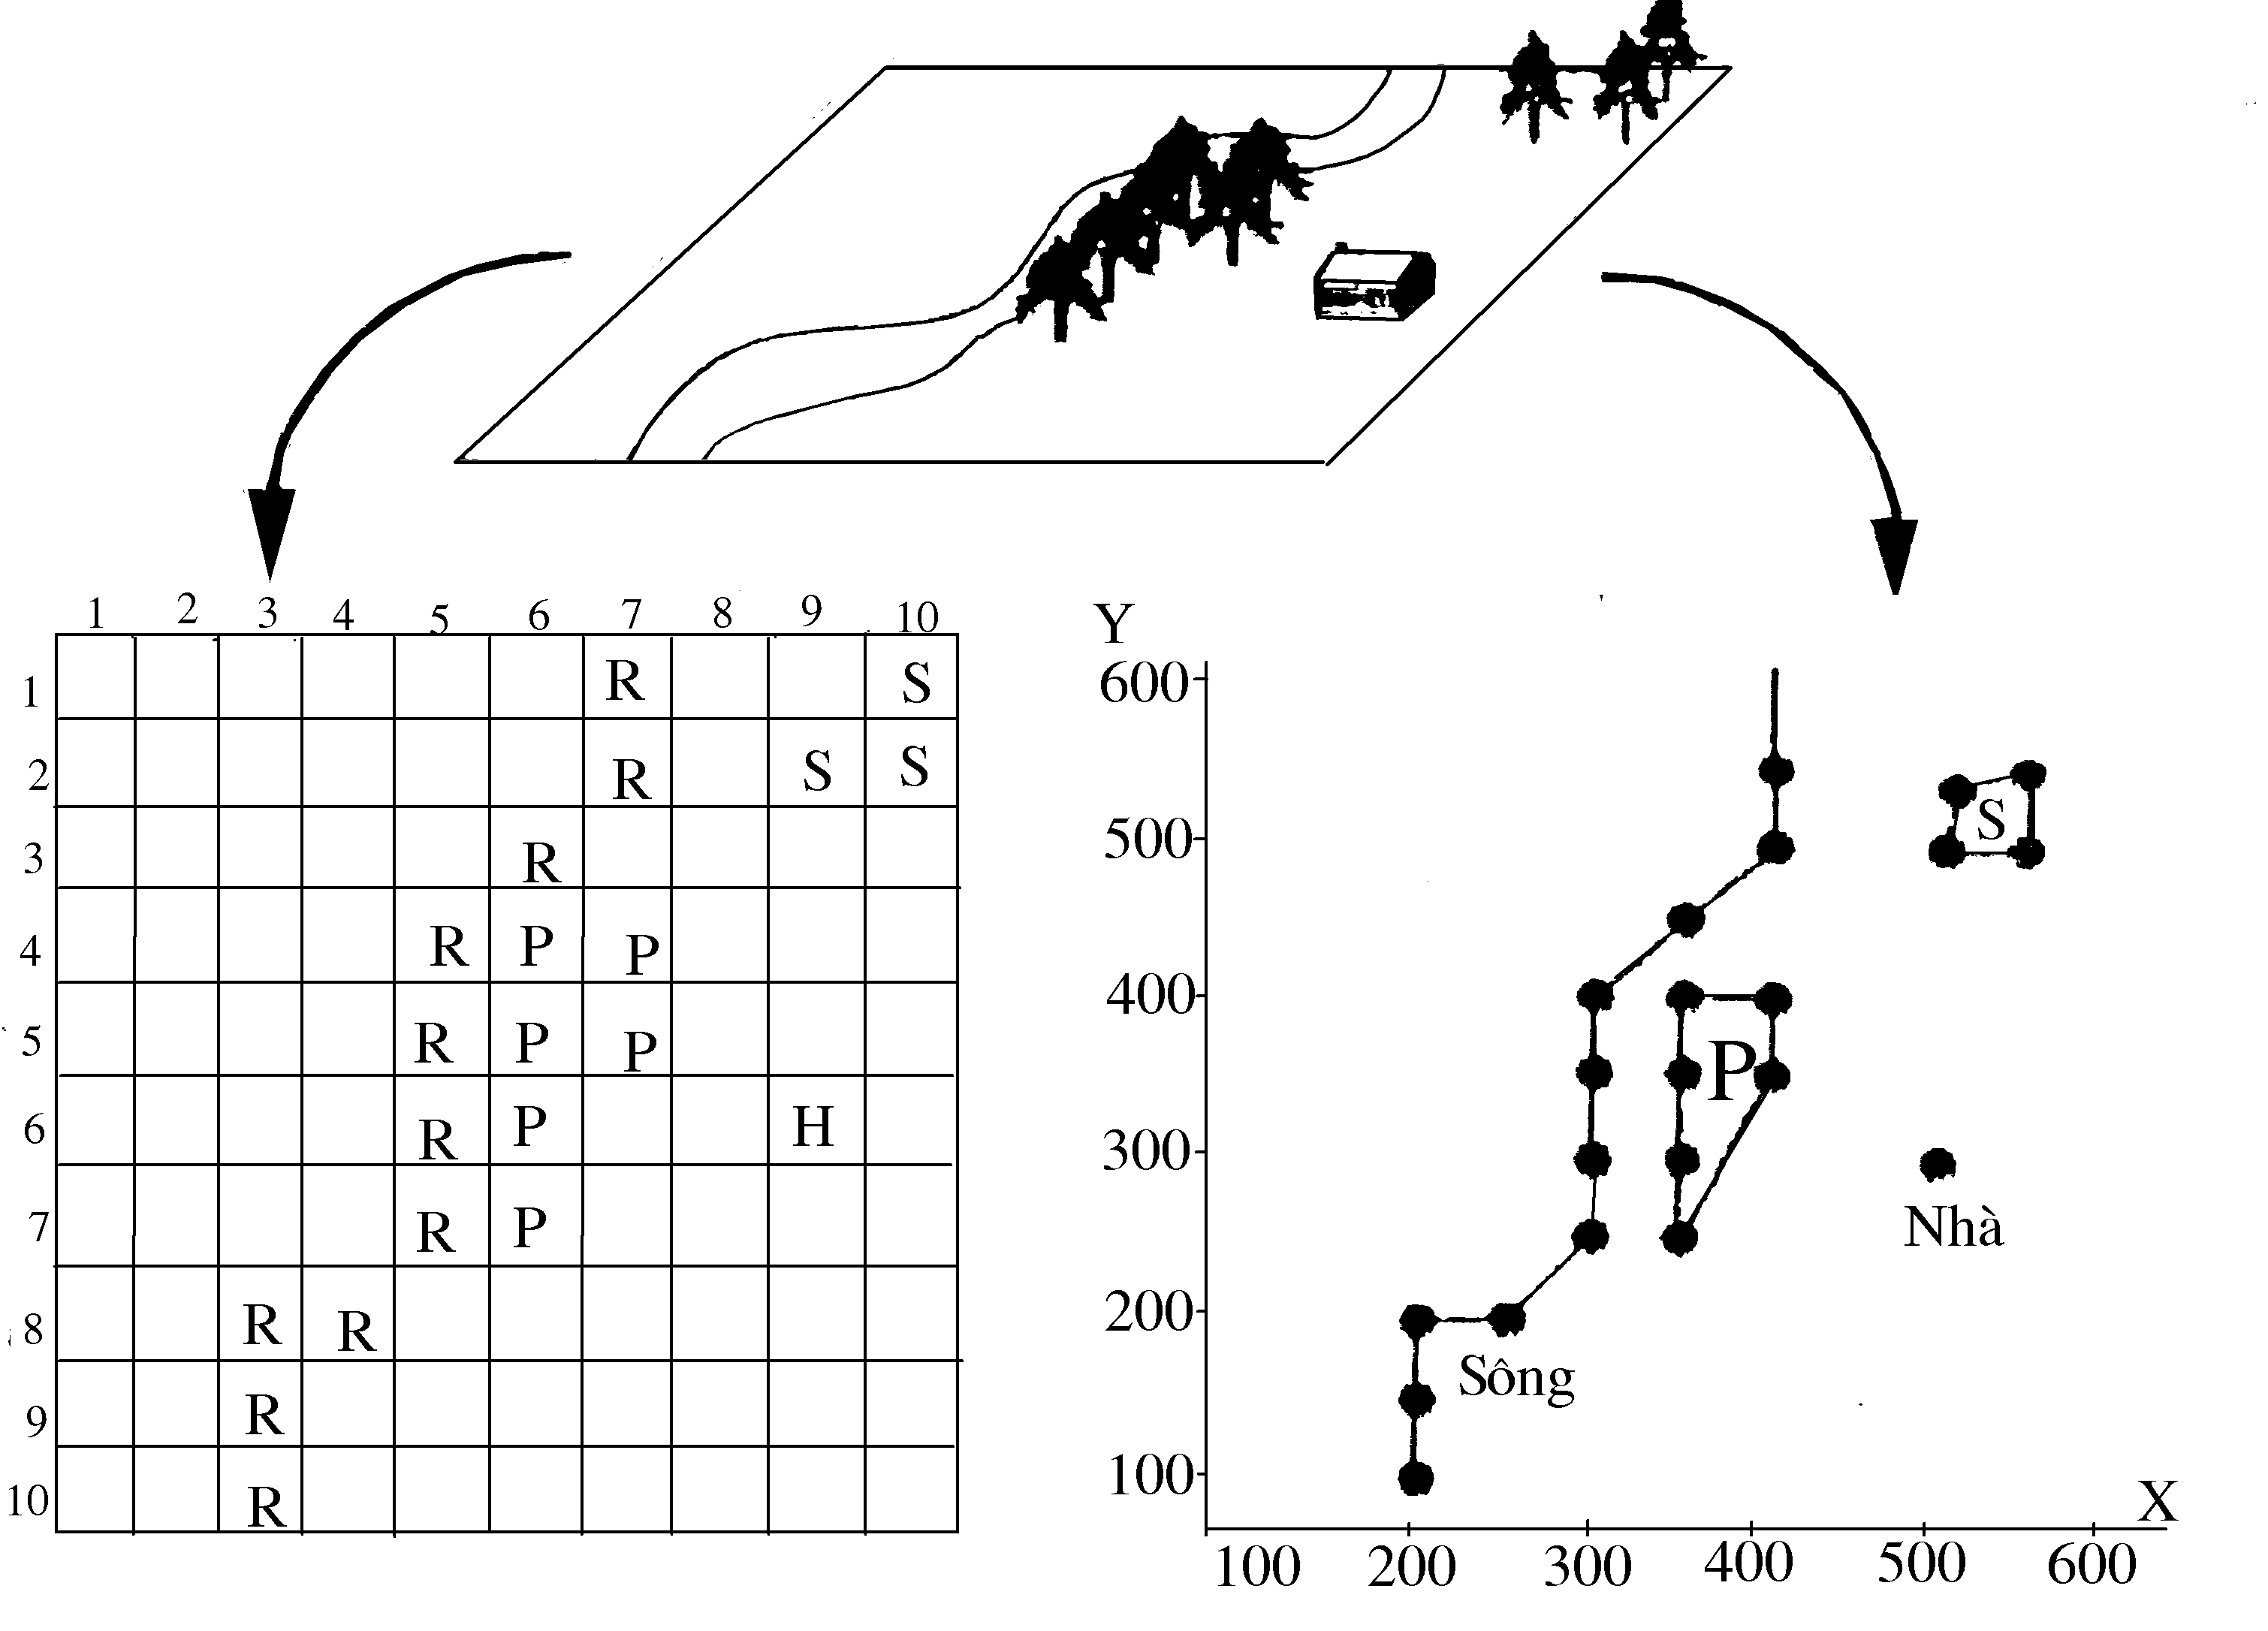 1 2 3 4 5 6 7 8 9 10
1 R S
2 R S S
3 R
4 R P P
5 R P P
6 R P H
7 R P
8 R R
9 R
10 R
Y
600
500
400
300
200
100
S
P
Nhà
Sông
X
100 200 300 400 500 600